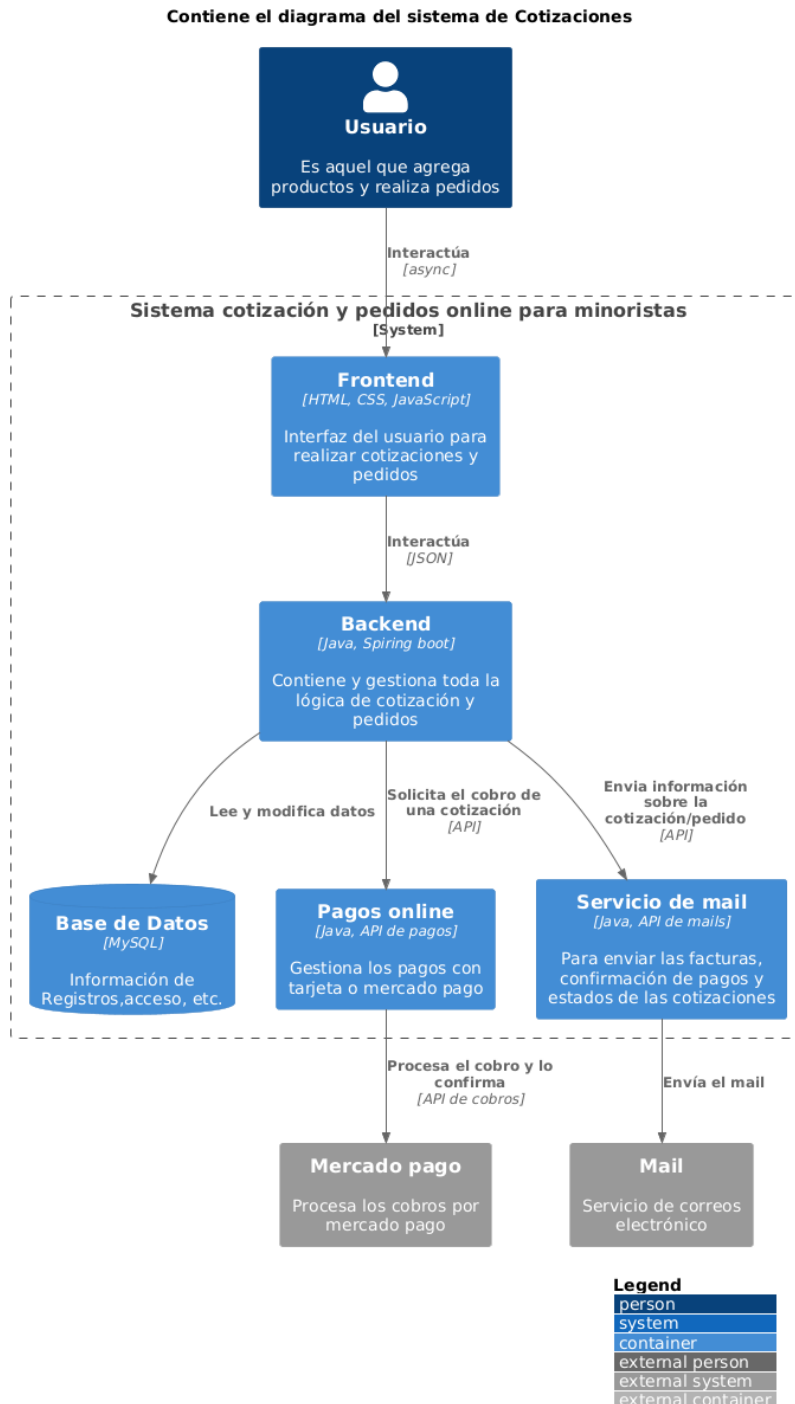 Contiene el diagrama del sistema de Cotizaciones
Usuario
Es aquel que agrega
productos y realiza pedidos
Interactúa
[async]
Sistema cotización y pedidos online para minoristas
[System]
Frontend
[HTML, CSS, JavaScript]
Interfaz del usuario para
realizar cotizaciones y
pedidos
Interactúa
[JSON]
Backend
[Java, Spiring boot]
Contiene y gestiona toda la
lógica de cotización y
pedidos
Lee y modifica datos
Solicita el cobro de
una cotización
[API]
Envia información
sobre la
cotización/pedido
[API]
Base de Datos
[MySQL]
Información de
Registros,acceso, etc.
Pagos online
[Java, API de pagos]
Gestiona los pagos con
tarjeta o mercado pago
Servicio de mail
[Java, API de mails]
Para enviar las facturas,
confirmación de pagos y
estados de las cotizaciones
Procesa el cobro y lo
confirma
[API de cobros]
Envía el mail
Mercado pago
Procesa los cobros por
mercado pago
Mail
Servicio de correos
electrónico
Legend
person
system
container
external person
external system
external container